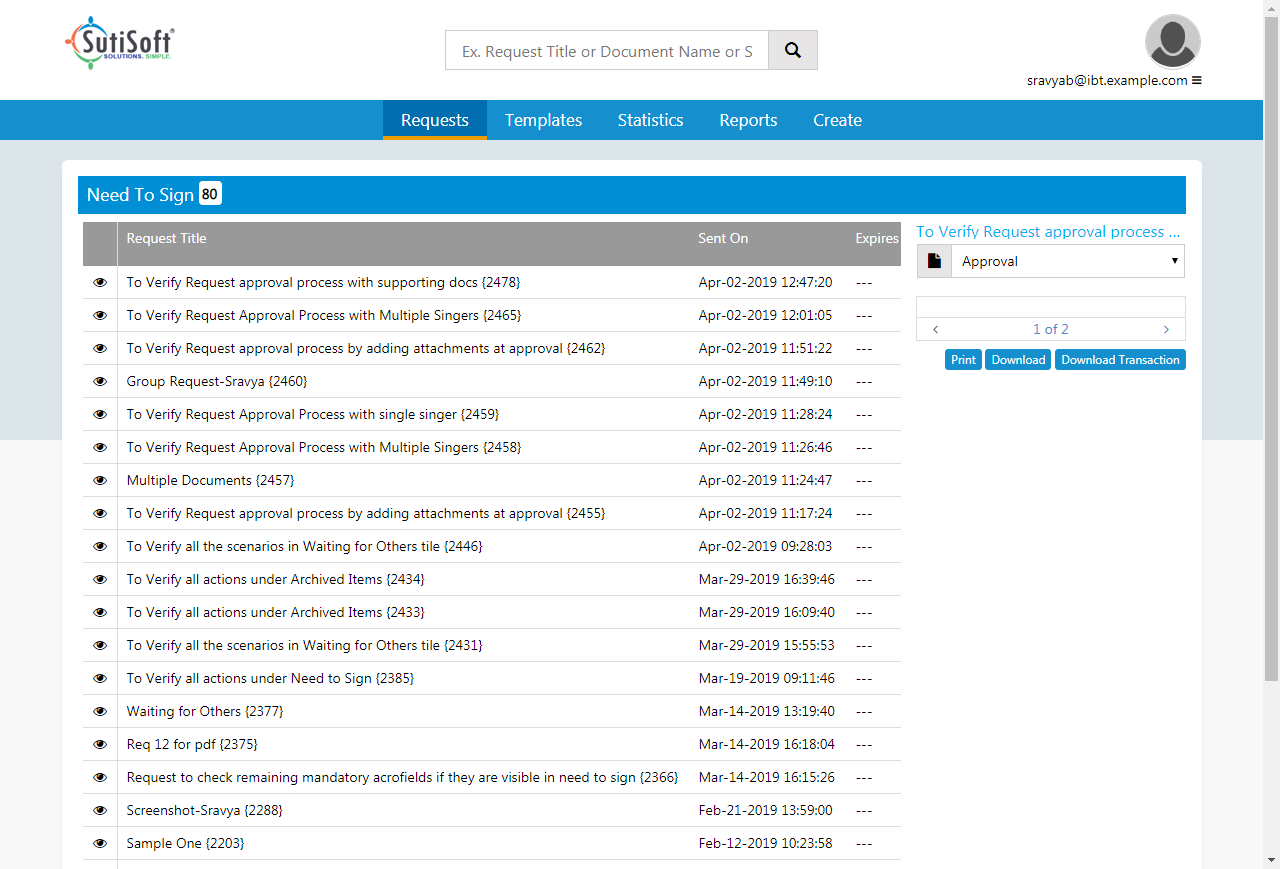 SutiSoft®
SOLUTIONS. SIMPLE.
Ex. Request Title or Document Name or S
sravyab@ibt.example.com
Requests Templates Statistics Reports Create
Need To Sign 80
Request Title Sent On Expires
To Verify Request approval process with supporting docs {2478} Apr-02-2019 12:47:20 ---
To Verify Request Approval Process with Multiple Singers {2465} Apr-02-2019 12:01:05 ---
To Verify Request approval process by adding attachments at approval {2462} Apr-02-2019 11:51:22 ---
Group Request-Sravya {2460} Apr-02-2019 11:49:10 ---
To Verify Request Approval Process with single singer {2459} Apr-02-2019 11:28:24 ---
To Verify Request Approval Process with Multiple Singers {2458} Apr-02-2019 11:26:46 ---
Multiple Documents {2457} Apr-02-2019 11:24:47 ---
To Verify Request approval process by adding attachments at approval {2455} Apr-02-2019 11:17:24 ---
To Verify all the scenarios in Waiting for Others tile {2446} Apr-02-2019 09:28:03 ---
To Verify all actions under Archived Items {2434} Mar-29-2019 16:39:46 ---
To Verify all actions under Archived Items {2433} Mar-29-2019 16:09:40 ---
To Verify all the scenarios in Waiting for Others tile {2431} Mar-29-2019 15:55:53 ---
To Verify all actions under Need to Sign {2385} Mar-19-2019 09:11:46 ---
Waiting for Others {2377} Mar-14-2019 13:19:40 ---
Req 12 for pdf {2375} Mar-14-2019 16:18:04 ---
Request to check remaining mandatory acrofields if they are visible in need to sign {2366} Mar-14-2019 16:15:26 ---
Screenshot-Sravya {2288} Feb-21-2019 13:59:00 ---
Sample One {2203} Feb-12-2019 10:23:58 ---
To Verify Request approval process ...
Approval
1 of 2
Print Download Download Transaction